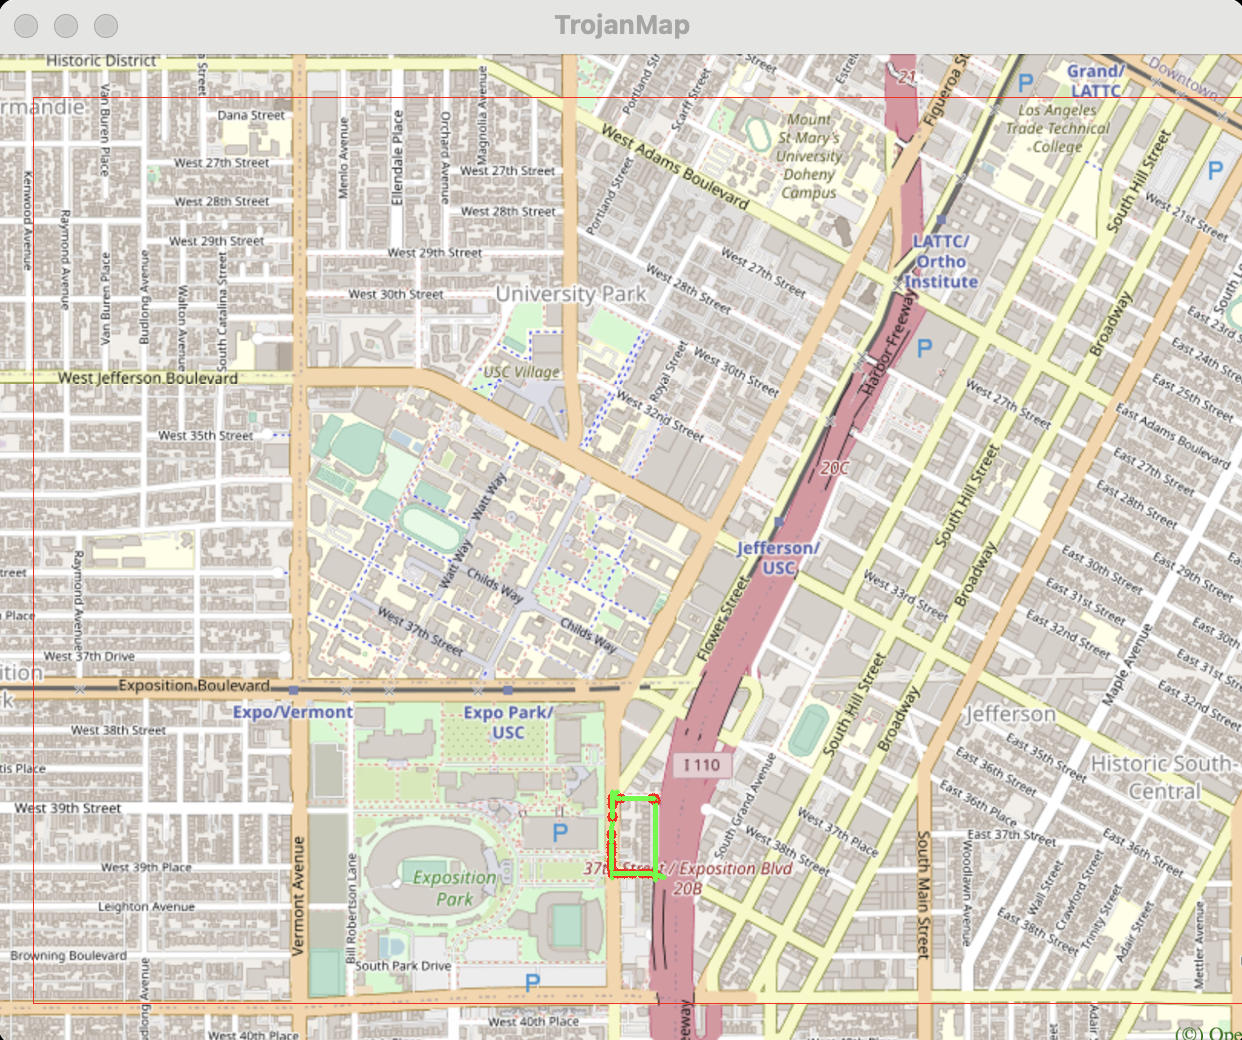 TrojanMap
Historic District
21
Grand/
LATTC
Downtown
Figueroa St
Portland St
Scarff Street
Estre
Street
P
Los Angeles
Trade Technical
College
rmandie
Van Buren Place
Dana Street
Menlo Avenue
Ellendale Place
Orchard Avenue
Magnolia Avenue
Mount
St Mary's
University
Doheny
Campus
West Adams Boulevard
South Hill Street
P
West 27th Street
West 27th Street
West 28th Street
West 28th Street
Kenwood Avenue
Raymond Avenue
Portland Street
West 21st Street
West 29th Street
West 29th Street
Van Buren Place
Budlong Avenue
Walton Avenue
South Catalina Street
LATTC/
Ortho
Institute
West 27th Street
West 28th Street
West 30th Street
University Park
Harbor Freeway
Broadway
South Lo
East 23rd S
P
East 24th Stre
West 30th Street
Royal Street
USC Village
West Jefferson Boulevard
West 32nd Street
West 27th Street
East 25th Street
East Adams Boulevard
West 35th Street
20C
East 27th Street
East 28th Street
South Hill Street
Watt Way
Watt Way
Jefferson/
USC
Broadway
East 30th Street
East 29th Street
Raymond Avenue
treet
Childs Way
West 33rd Street
East 31st Street
East 30th
Place
West 37th Street
Childs Way
Flower Street
East 32nd Street
East 31st Str
West 37th Drive
ition
k
Maple Avenue
South Hill Street
Exposition Boulevard
East 32nd Str
Broadway
Expo/Vermont
Expo Park/
USC
Jefferson
West 38th Street
East 35th Street
tis Place
I 110
East 36th Street
Historic South-
Central
South Grand Avenue
East 36th Place
West 39th Street
West 37th Place
P
East 37th Street
West 38th Street
West 39th Place
37th Street / Exposition Blvd
20B
Vermont Avenue
Bill Robertson Lane
Exposition
Park
South Main Street
Woodlawn Avenue
Wall Street
Crawford Street
Trinity Street
Adair Street
Leighton Avenue
East 38th Street
Mettler Avenue
Browning Boulevard
South Park Drive
P
udlong Avenue
West 40th Place
West 40th Place
eeway
Adair
(©) Ope